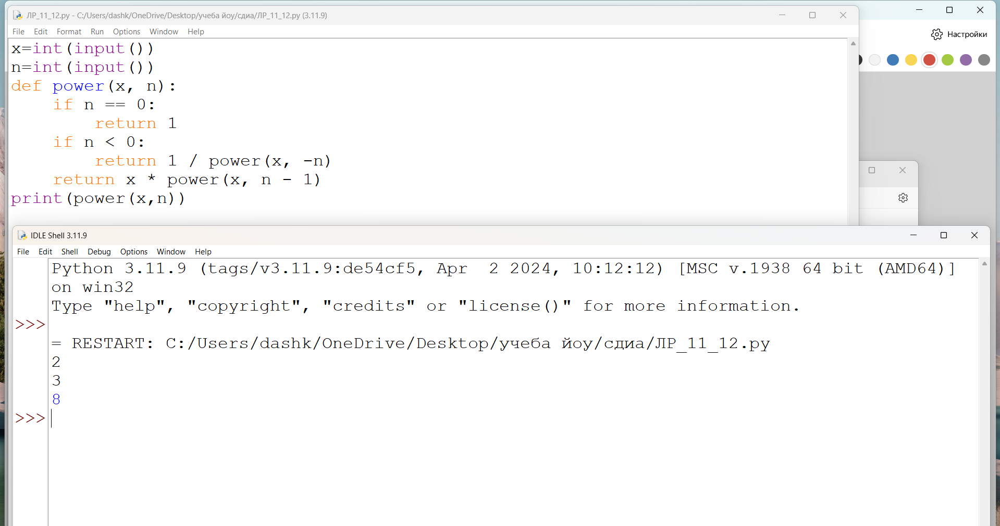 ЛР_11_12.py - C:/Users/dashk/OneDrive/Desktop/учеба йоу/сдиа/ЛР_11_12.py (3.11.9)
File Edit Format Run Options Window Help
Настройки
x=int(input())
n=int(input())
def power(x, n):
    if n == 0:
        return 1
    if n < 0:
        return 1 / power(x, -n)
    return x * power(x, n - 1)
print(power(x,n))
IDLE Shell 3.11.9
File Edit Shell Debug Options Window Help
Python 3.11.9 (tags/v3.11.9:de54cf5, Apr  2 2024, 10:12:12) [MSC v.1938 64 bit (AMD64)]
on win32
Type "help", "copyright", "credits" or "license()" for more information.
>>>
= RESTART: C:/Users/dashk/OneDrive/Desktop/учеба йоу/сдиа/ЛР_11_12.py
2
3
8
>>>